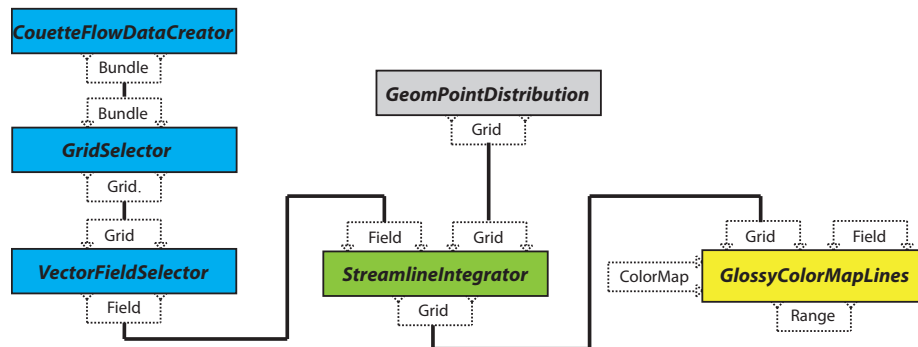 CouetteFlowDataCreator
Bundle
Bundle
GridSelector
Grid.
Grid
VectorFieldSelector
Field
GeomPointDistribution
Grid
Field
Grid
StreamlineIntegrator
Grid
Grid
Field
ColorMap
GlossyColorMapLines
Range